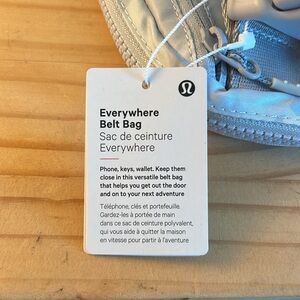 Everywhere
Belt Bag
Sac de ceinture
Everywhere
Phone, keys, wallet. Keep them
close in this versatile belt bag
that helps you get out the door
and on to your next adventure
Téléphone, clés et portefeuille.
Gardez-les à portée de main
dans ce sac de ceinture polyvalent,
qui vous aide à quitter la maison
en vitesse pour partir à l'aventure